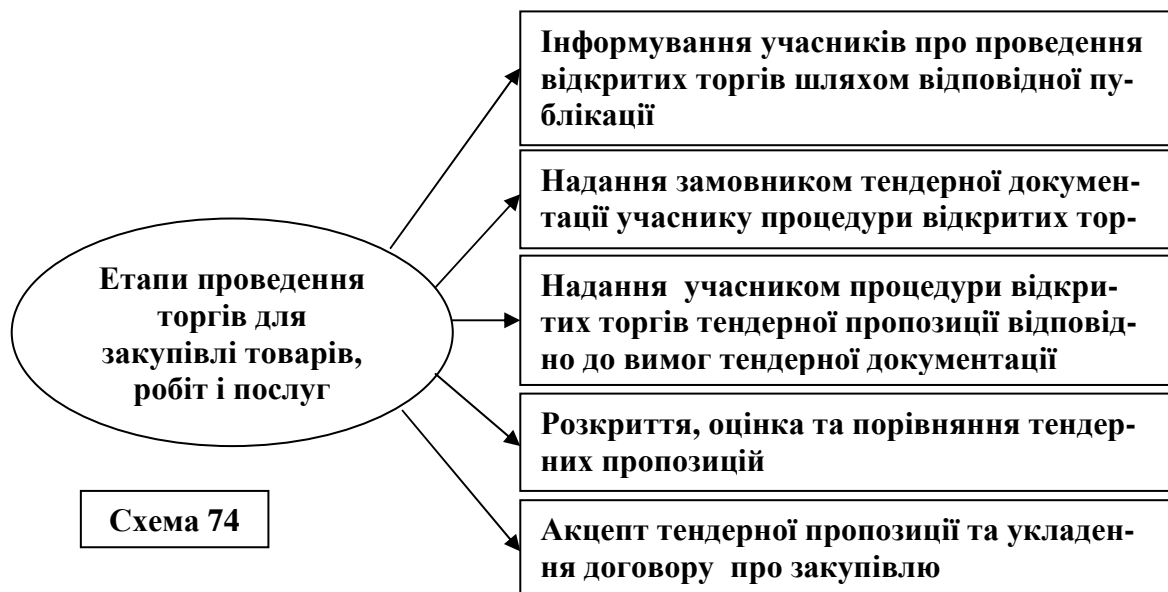 Інформування учасників про проведення
відкритих торгів шляхом відповідної пу-
блікації
Надання замовником тендерної докумен-
тації учаснику процедури відкритих тор-
Етапи проведення
торгів для
закупівлі товарів,
робіт і послуг
Надання учасником процедури відкри-
тих торгів тендерної пропозиції відповід-
но до вимог тендерної документації
Розкриття, оцінка та порівняння тендер-
них пропозицій
Схема 74
Акцепт тендерної пропозиції та укладен-
ня договору про закупівлю